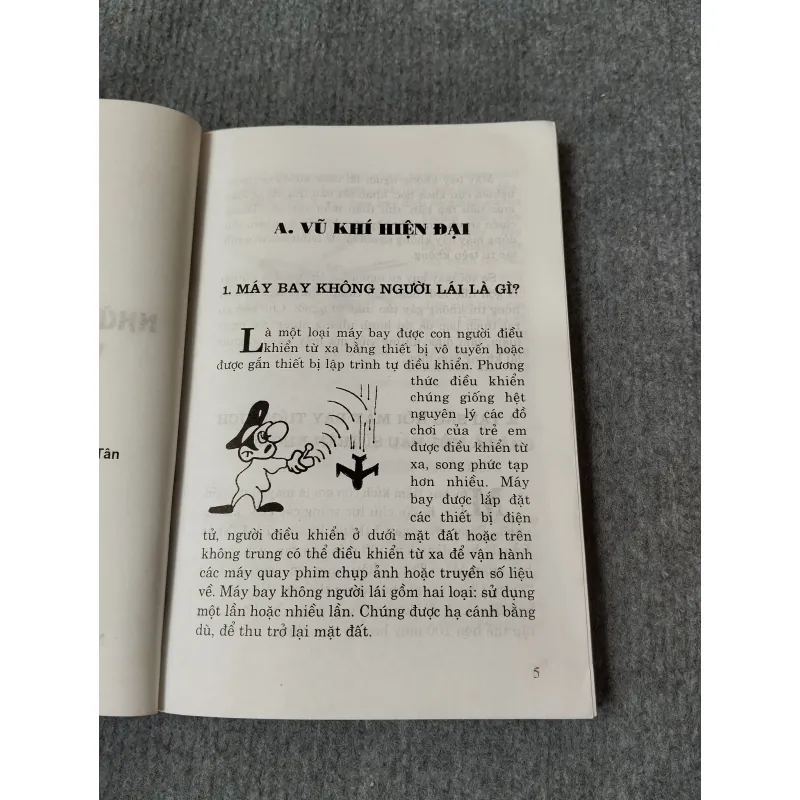 NHỮ
Tân
A. VŨ KHÍ HIỆN ĐẠI
1. MÁY BAY KHÔNG NGƯỜI LÁI LÀ GÌ?
Là một loại máy bay được con người điều
khiển từ xa bằng thiết bị vô tuyến hoặc
được gắn thiết bị lập trình tự điều khiển. Phương
thức điều khiển
chúng giống hệt
nguyên lý các đồ
chơi của trẻ em
được điều khiển từ
xa, song phức tạp
hơn nhiều. Máy
bay được lắp đặt
các thiết bị điện
tử, người điều khiển ở dưới mặt đất hoặc trên
không trung có thể điều khiển từ xa để vận hành
các máy quay phim chụp ảnh hoặc truyền số liệu
về. Máy bay không người lái gồm hai loại: sử dụng
một lần hoặc nhiều lần. Chúng được hạ cánh bằng
dù, để thu trở lại mặt đất.
5